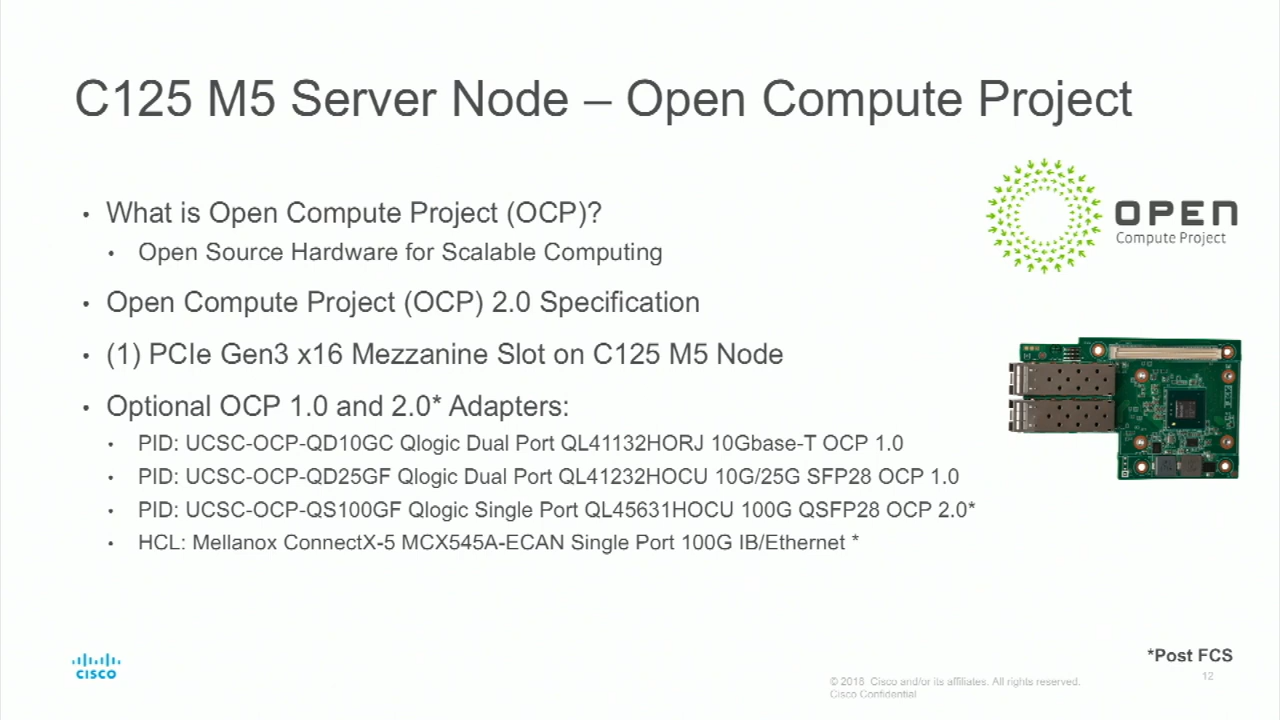 C125 M5 Server Node – Open Compute Project
• What is Open Compute Project (OCP)?
• Open Source Hardware for Scalable Computing
• Open Compute Project (OCP) 2.0 Specification
• (1) PCIe Gen3 x16 Mezzanine Slot on C125 M5 Node
• Optional OCP 1.0 and 2.0* Adapters:
• PID: UCSC-OCP-QD10GC Qlogic Dual Port QL41132HORJ 10Gbase-T OCP 1.0
• PID: UCSC-OCP-QD25GF Qlogic Dual Port QL41232HOCU 10G/25G SFP28 OCP 1.0
• PID: UCSC-OCP-QS100GF Qlogic Single Port QL45631HOCU 100G QSFP28 OCP 2.0*
• HCL: Mellanox ConnectX-5 MCX545A-ECAN Single Port 100G IB/Ethernet *
OPEN
Compute Project
CISCO
*Post FCS
© 2018 Cisco and/or its affiliates. All rights reserved.
Cisco Confidential
12